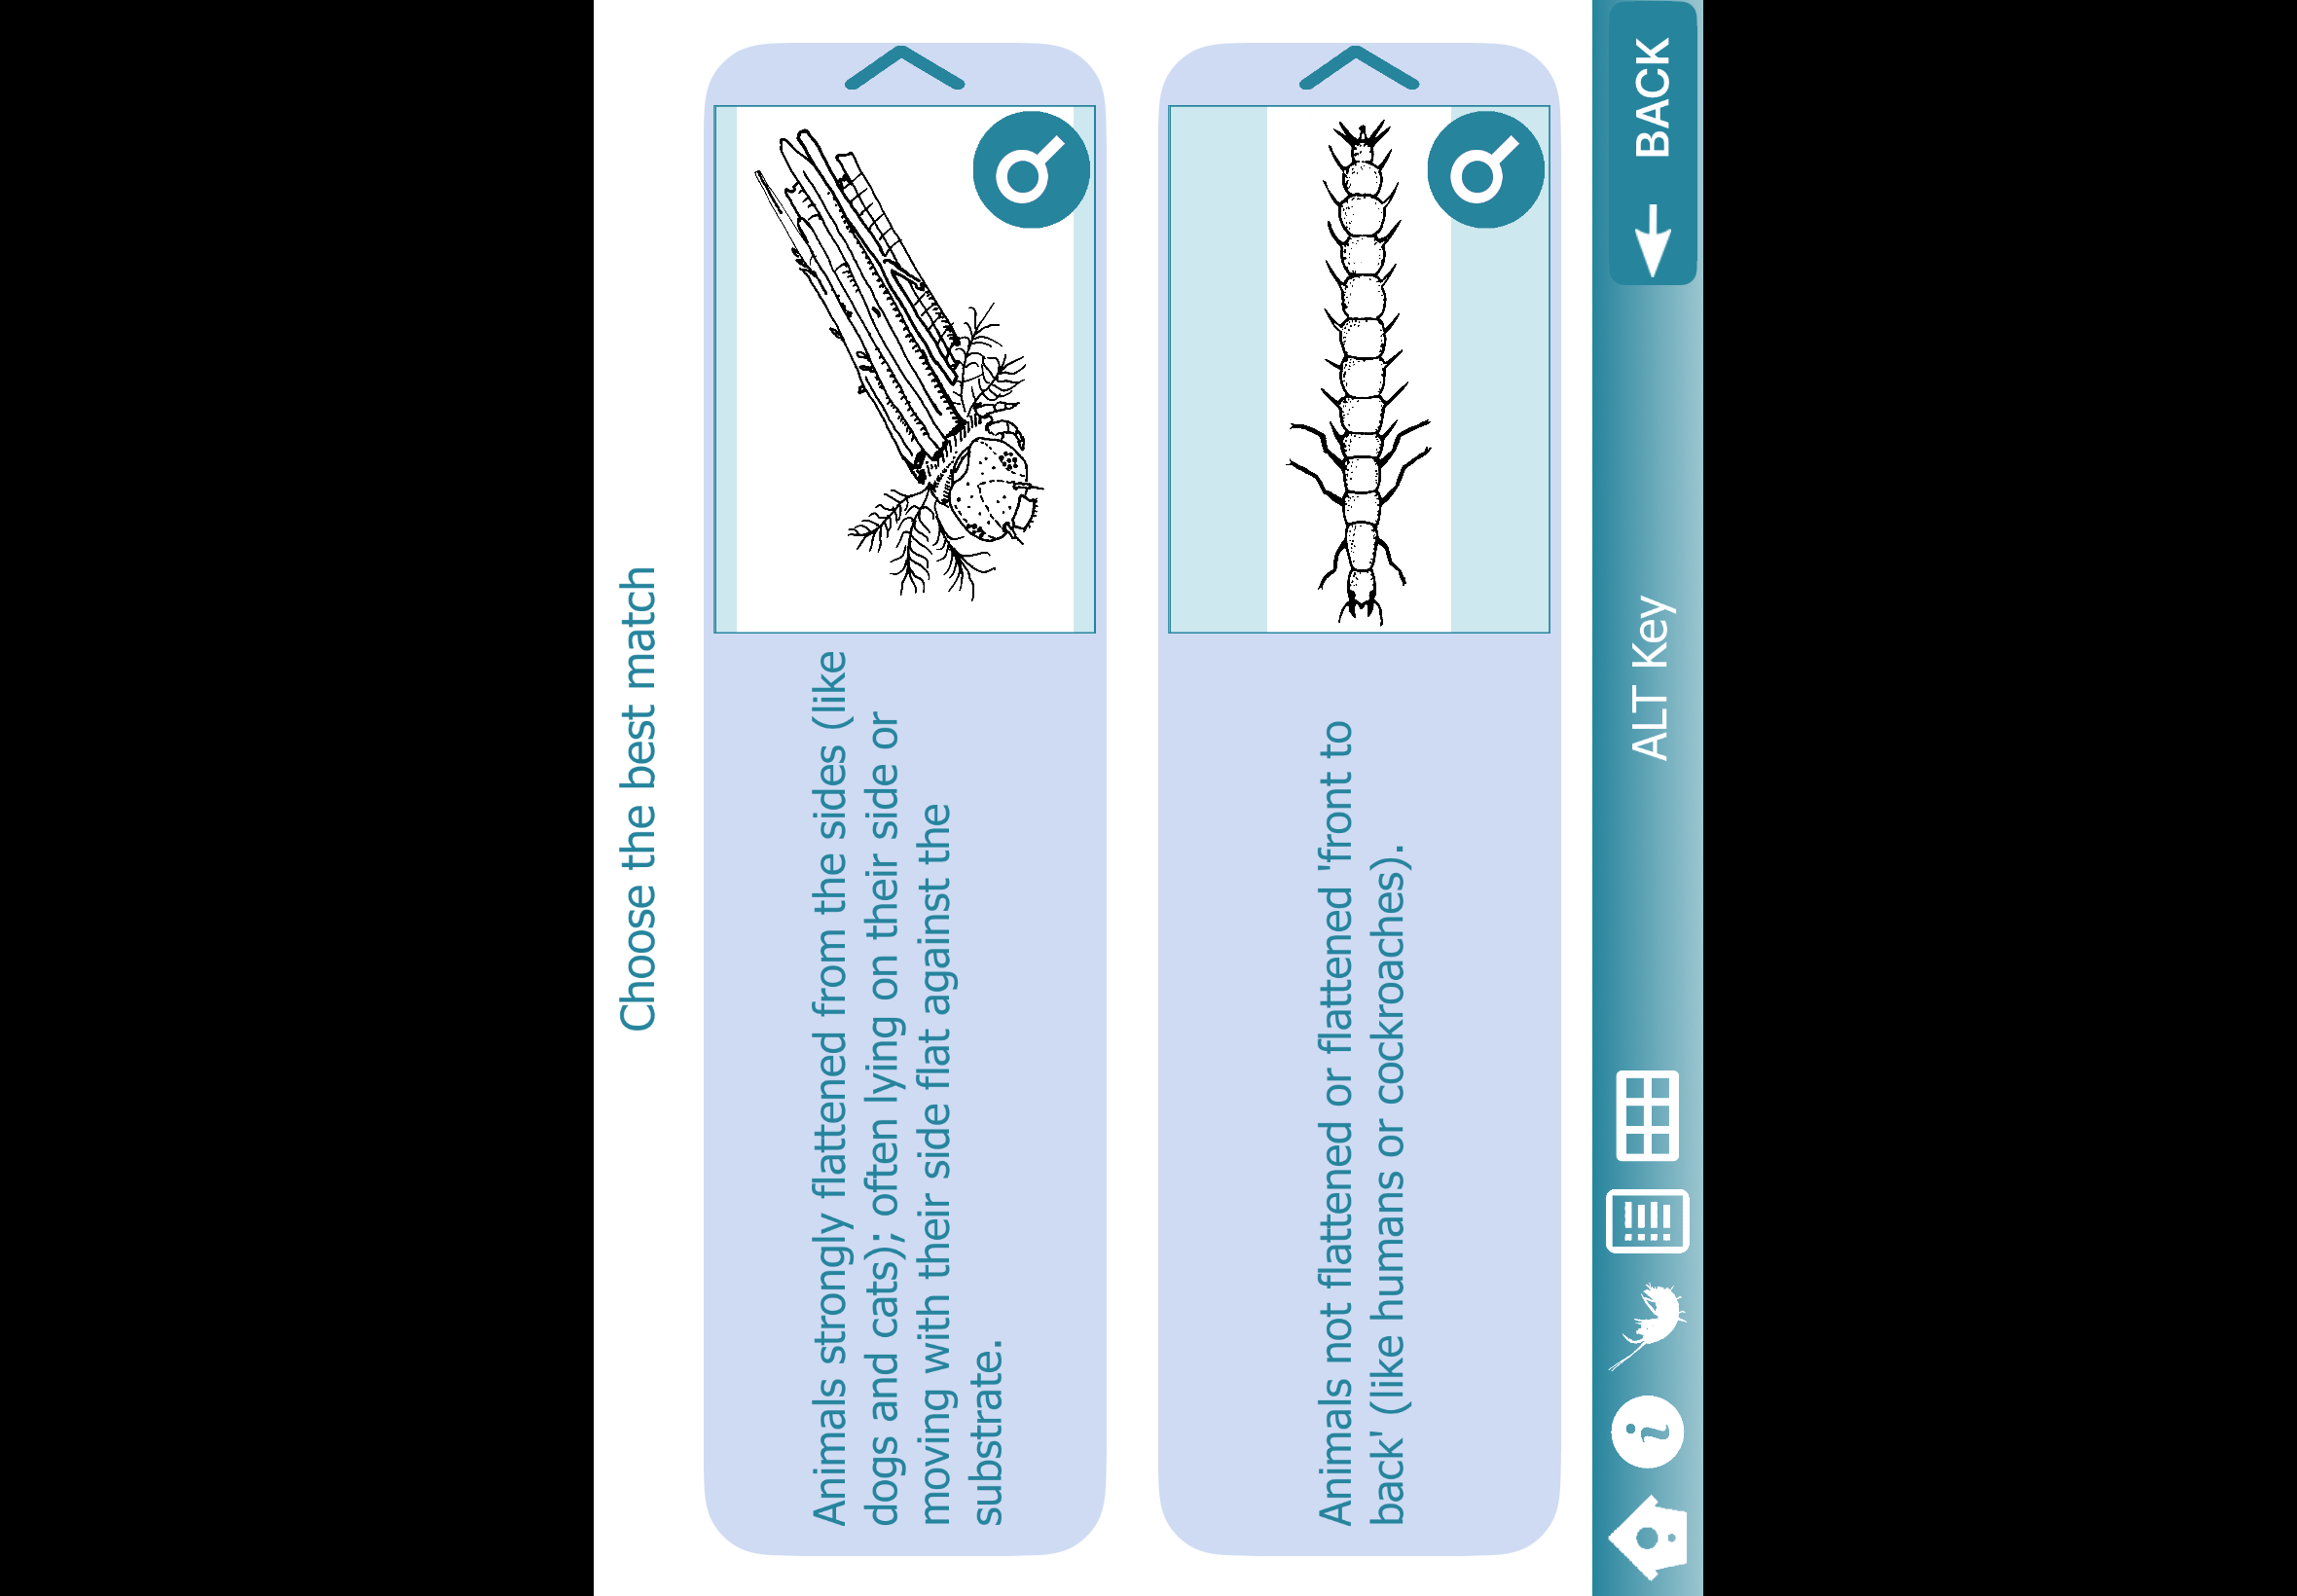 Choose the best match
Animals strongly flattened from the sides (like
dogs and cats); often lying on their side or
moving with their side flat against the
substrate.
Animals not flattened or flattened 'front to
back' (like humans or cockroaches).
ALT Key
BACK